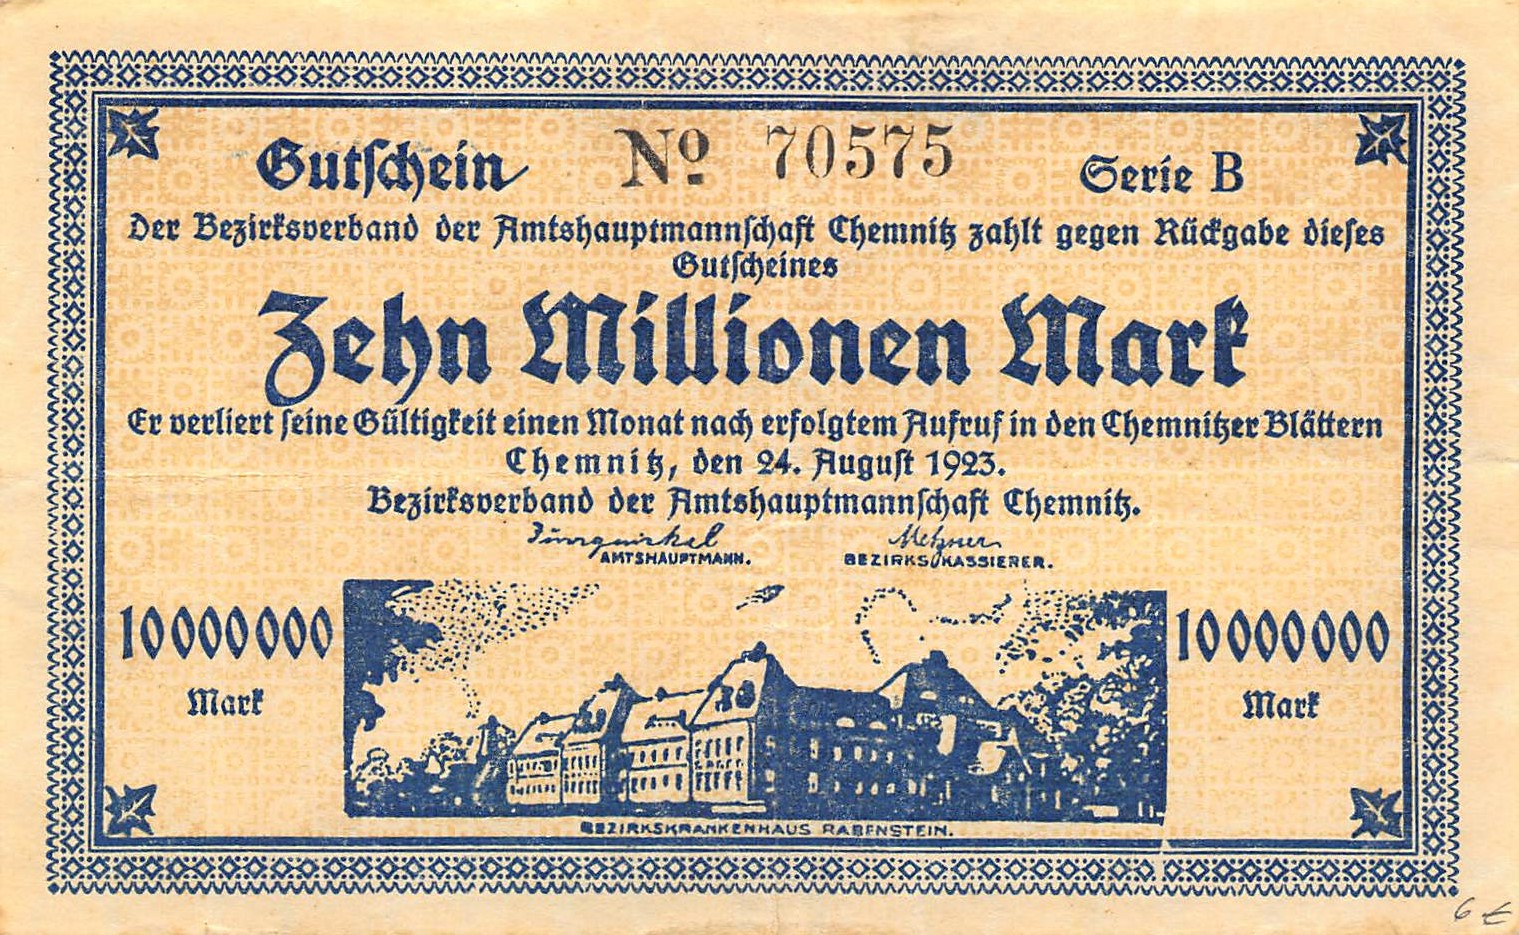 Gutschein No 70575 Serie B
Der Bezirksverband der Amtshauptmannschaft Chemnitz zahlt gegen Rückgabe dieses
Gutscheines
Zehn Millionen Mark
Er verliert seine Gültigkeit einen Monat nach erfolgtem Aufruf in den Chemnitzer Blättern
Chemnitz, den 24. August 1923.
Bezirksverband der Amtshauptmannschaft Chemnitz.
Metzner
AMTSHAUPTMANN. BEZIRKSKASSIERER.
10000000 10000000
Mark Mark
BEZIRKSKRANKENHAUS RABENSTEIN.
6 €